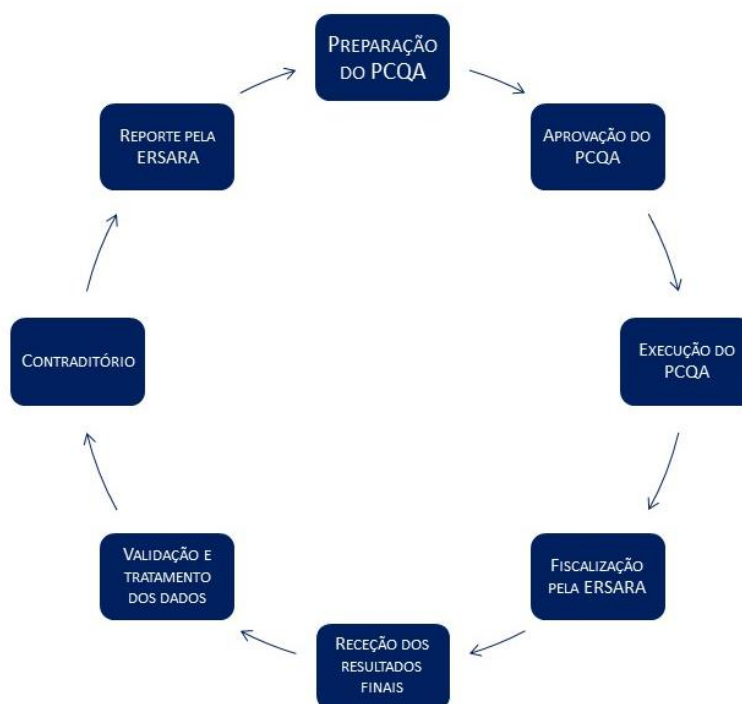 PREPARAÇÃO
DO PCQA
APROVAÇÃO DO
PCQA
EXECUÇÃO DO
PCQA
FISCALIZAÇÃO
PELA ERSARA
RECEÇÃO DOS
RESULTADOS
FINAIS
VALIDAÇÃO E
TRATAMENTO
DOS DADOS
CONTRADITÓRIO
REPORTE PELA
ERSARA